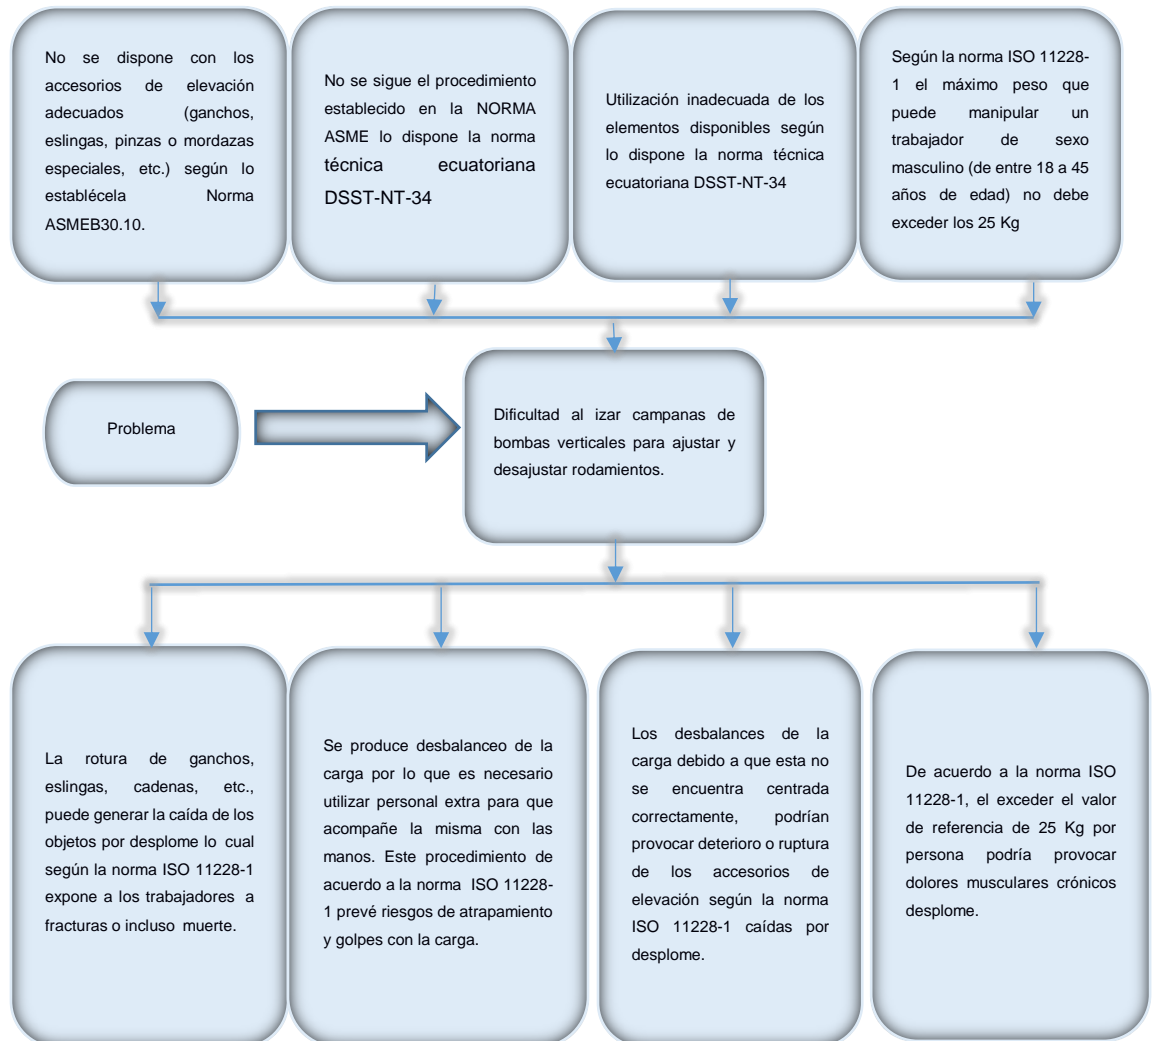 No se dispone con los
accesorios de elevación
adecuados (ganchos,
eslingas, pinzas o mordazas
especiales, etc.) según lo
establécela Norma
ASMEB30.10.
No se sigue el procedimiento
establecido en la NORMA
ASME lo dispone la norma
técnica ecuatoriana
DSST-NT-34
Utilización inadecuada de los
elementos disponibles según
lo dispone la norma técnica
ecuatoriana DSST-NT-34
Según la norma ISO 11228-
1 el máximo peso que
puede manipular un
trabajador de sexo
masculino (de entre 18 a 45
años de edad) no debe
exceder los 25 Kg
Problema
Dificultad al izar campanas de
bombas verticales para ajustar y
desajustar rodamientos.
La rotura de ganchos,
eslingas, cadenas, etc.,
puede generar la caída de los
objetos por desplome lo cual
según la norma ISO 11228-1
expone a los trabajadores a
fracturas o incluso muerte.
Se produce desbalanceo de la
carga por lo que es necesario
utilizar personal extra para que
acompañe la misma con las
manos. Este procedimiento de
acuerdo a la norma ISO 11228-
1 prevé riesgos de atrapamiento
y golpes con la carga.
Los desbalances de la
carga debido a que esta no
se encuentra centrada
correctamente, podrían
provocar deterioro o ruptura
de los accesorios de
elevación según la norma
ISO 11228-1 caídas por
desplome.
De acuerdo a la norma ISO
11228-1, el exceder el valor
de referencia de 25 Kg por
persona podría provocar
dolores musculares crónicos
desplome.